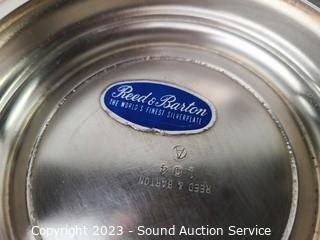 Reed & Barton
THE WORLD'S FINEST SILVERPLATE
REED & BARTON
Copyright © 2023 - Sound Auction Service